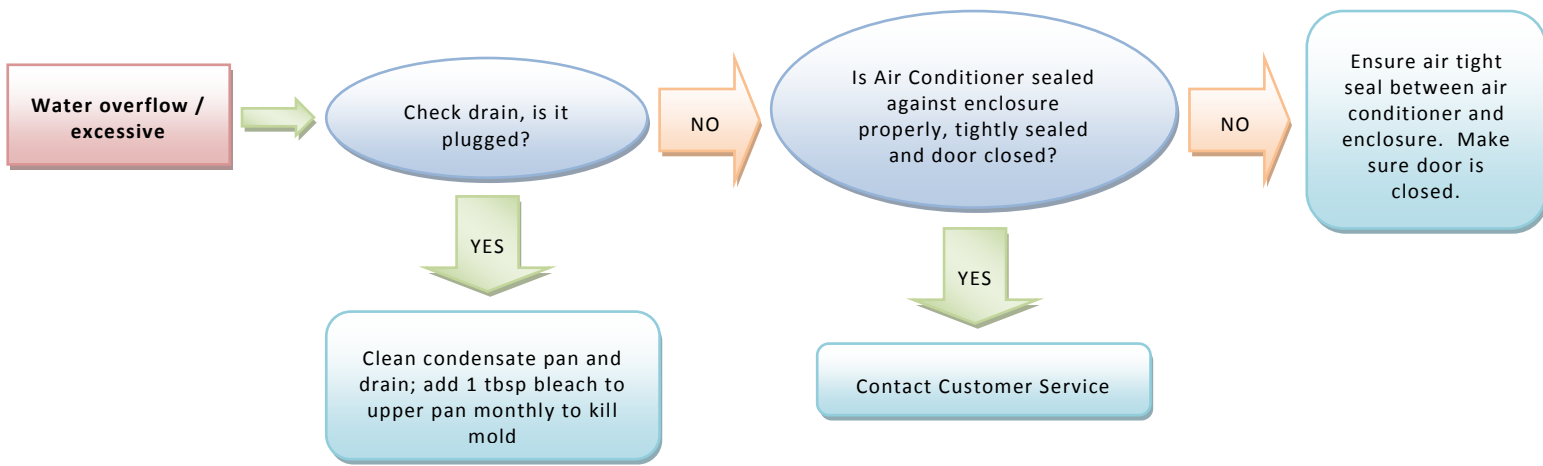 Water overflow /
excessive
Check drain, is it
plugged?
NO
Is Air Conditioner sealed
against enclosure
properly, tightly sealed
and door closed?
NO
Ensure air tight
seal between air
conditioner and
enclosure. Make
sure door is
closed.
YES
Clean condensate pan and
drain; add 1 tbsp bleach to
upper pan monthly to kill
mold
YES
Contact Customer Service